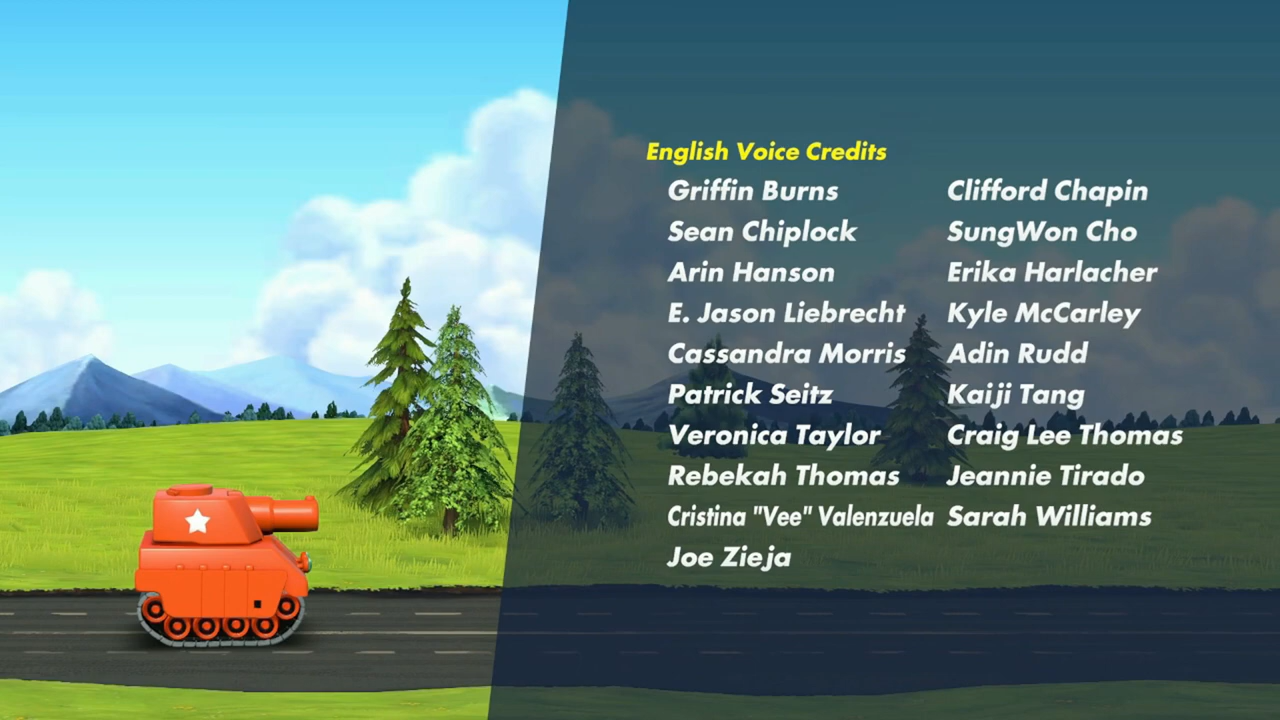 English Voice Credits
Griffin Burns Clifford Chapin
Sean Chiplock SungWon Cho
Arin Hanson Erika Harlacher
E. Jason Liebrecht Kyle McCarley
Cassandra Morris Adin Rudd
Patrick Seitz Kaiji Tang
Veronica Taylor Craig Lee Thomas
Rebekah Thomas Jeannie Tirado
Cristina "Vee" Valenzuela Sarah Williams
Joe Zieja